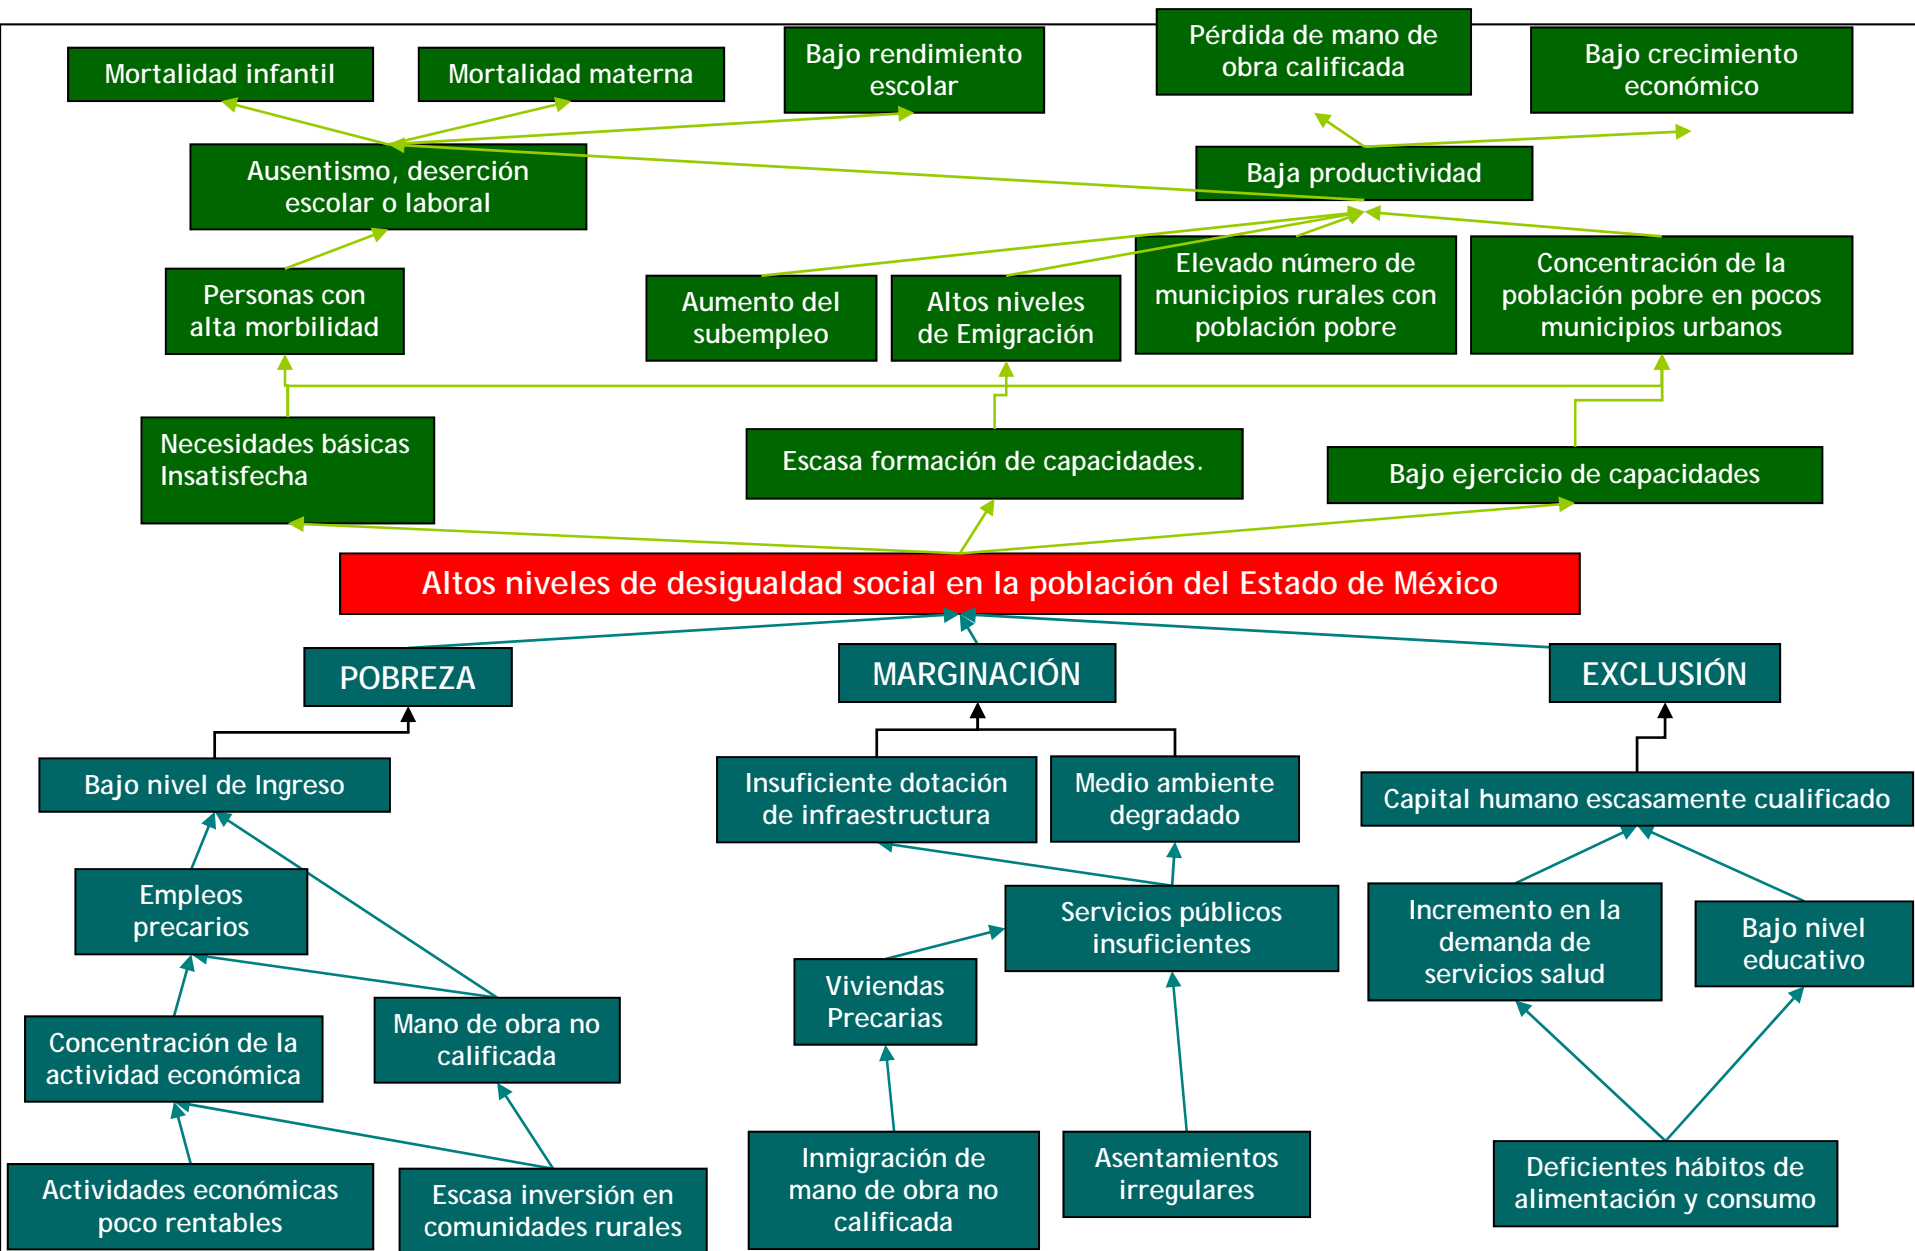 Mortalidad infantil
Mortalidad materna
Bajo rendimiento
escolar
Pérdida de mano de
obra calificada
Bajo crecimiento
económico
Ausentismo, deserción
escolar o laboral
Baja productividad
Personas con
alta morbilidad
Aumento del
subempleo
Altos niveles
de Emigración
Elevado número de
municipios rurales con
población pobre
Concentración de la
población pobre en pocos
municipios urbanos
Necesidades básicas
Insatisfecha
Escasa formación de capacidades.
Bajo ejercicio de capacidades
Altos niveles de desigualdad social en la población del Estado de México
POBREZA
MARGINACIÓN
EXCLUSIÓN
Bajo nivel de Ingreso
Insuficiente dotación
de infraestructura
Medio ambiente
degradado
Capital humano escasamente cualificado
Empleos
precarios
Servicios públicos
insuficientes
Incremento en la
demanda de
servicios salud
Bajo nivel
educativo
Viviendas
Precarias
Concentración de la
actividad económica
Mano de obra no
calificada
Actividades económicas
poco rentables
Escasa inversión en
comunidades rurales
Inmigración de
mano de obra no
calificada
Asentamientos
irregulares
Deficientes hábitos de
alimentación y consumo